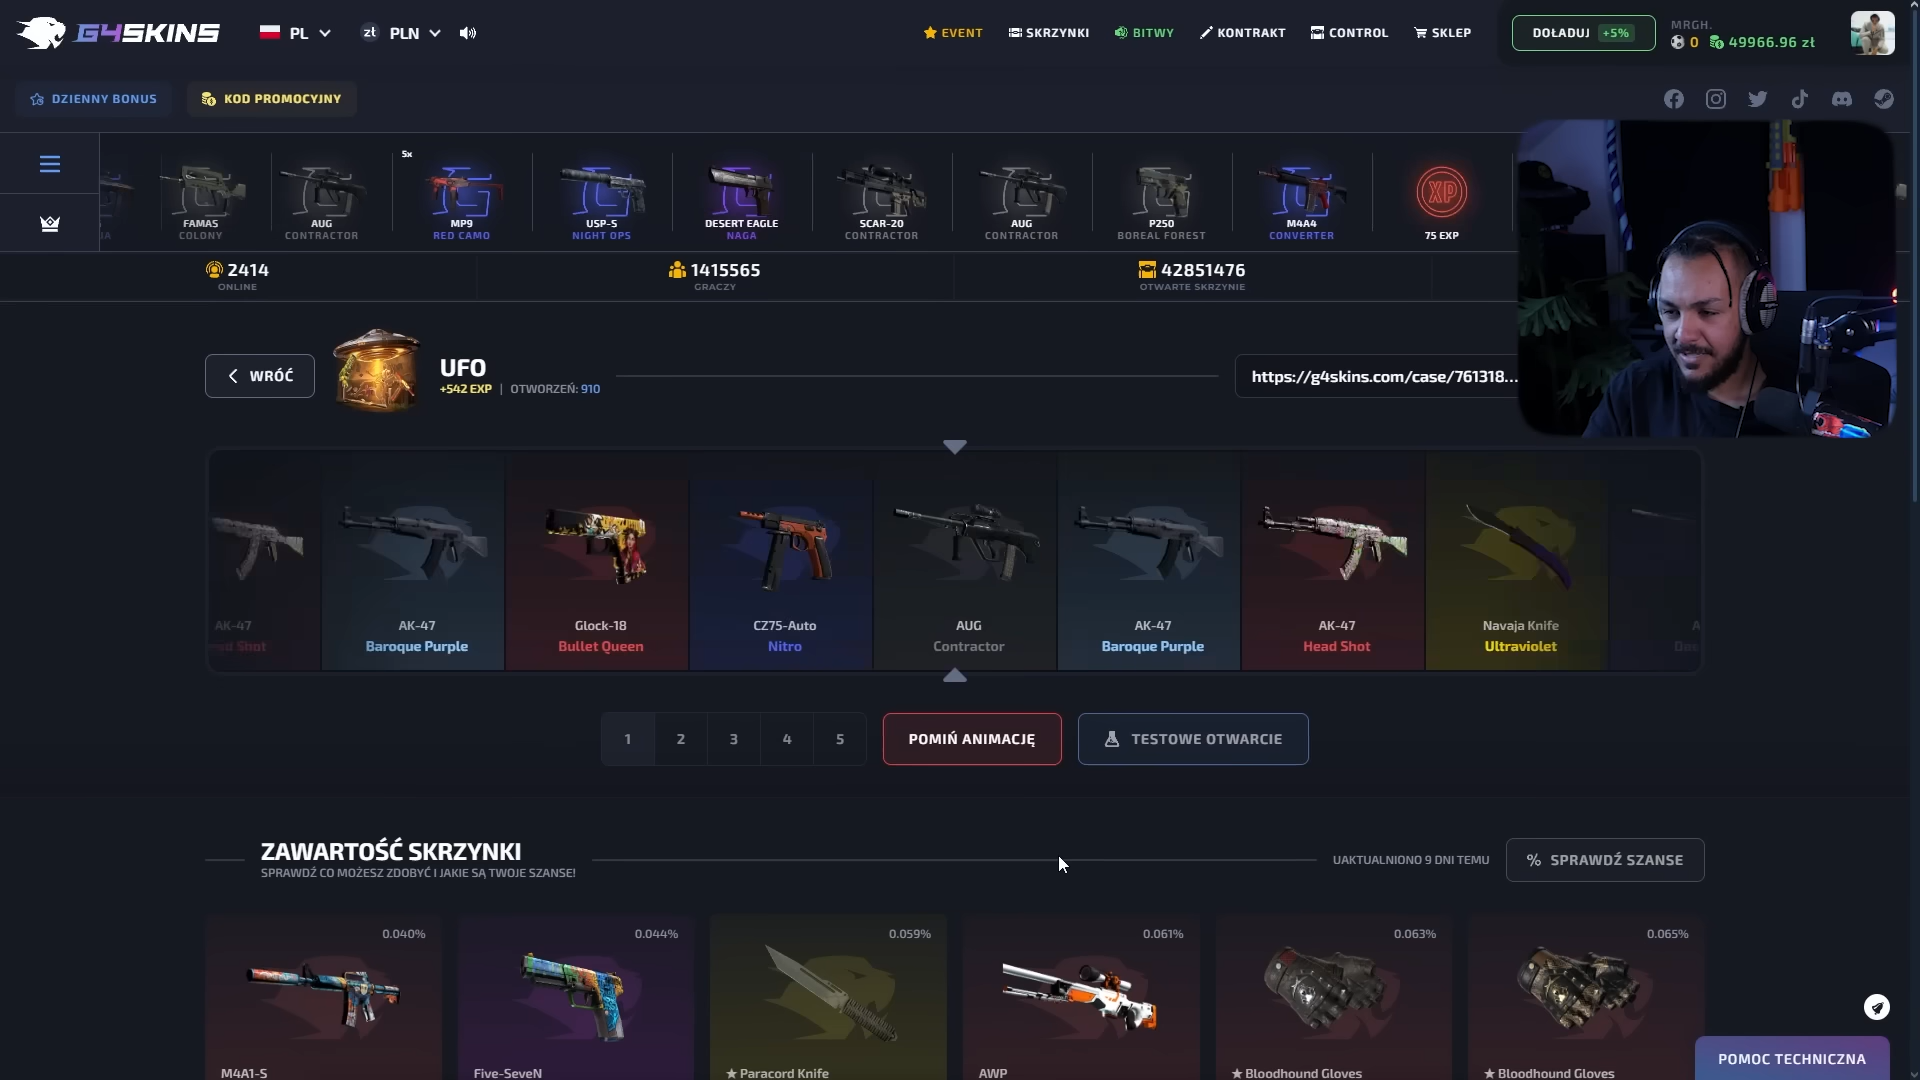 G4SKINS
PL
zł PLN
EVENT
SKRZYNKI
BITWY
KONTRAKT
CONTROL
SKLEP
DOŁADUJ +5%
MRGH.
0 49966.96 zł
DZIENNY BONUS
KOD PROMOCYJNY
FAMAS
COLONY
AUG
CONTRACTOR
5x
MP9
RED CAMO
USP-S
NIGHT OPS
DESERT EAGLE
NAGA
SCAR-20
CONTRACTOR
AUG
CONTRACTOR
P250
BOREAL FOREST
M4A4
CONVERTER
XP
75 EXP
2414
ONLINE
1415565
GRACZY
42851476
OTWARTE SKRZYNIE
WRÓĆ
UFO
+542 EXP | OTWORZEŃ: 910
https://g4skins.com/case/761318...
AK-47
AK-47
Baroque Purple
Glock-18
Bullet Queen
CZ75-Auto
Nitro
AUG
Contractor
AK-47
Baroque Purple
AK-47
Head Shot
Navaja Knife
Ultraviolet
1
2
3
4
5
POMIŃ ANIMACJĘ
TESTOWE OTWARCIE
ZAWARTOŚĆ SKRZYNKI
SPRAWDŹ CO MOŻESZ ZDOBYĆ I JAKIE SĄ TWOJE SZANSE!
UAKTUALNIONO 9 DNI TEMU
% SPRAWDŹ SZANSE
0.040%
M4A1-S
0.044%
Five-SeveN
0.059%
★ Paracord Knife
0.061%
AWP
0.063%
★ Bloodhound Gloves
0.065%
★ Bloodhound Gloves
POMOC TECHNICZNA